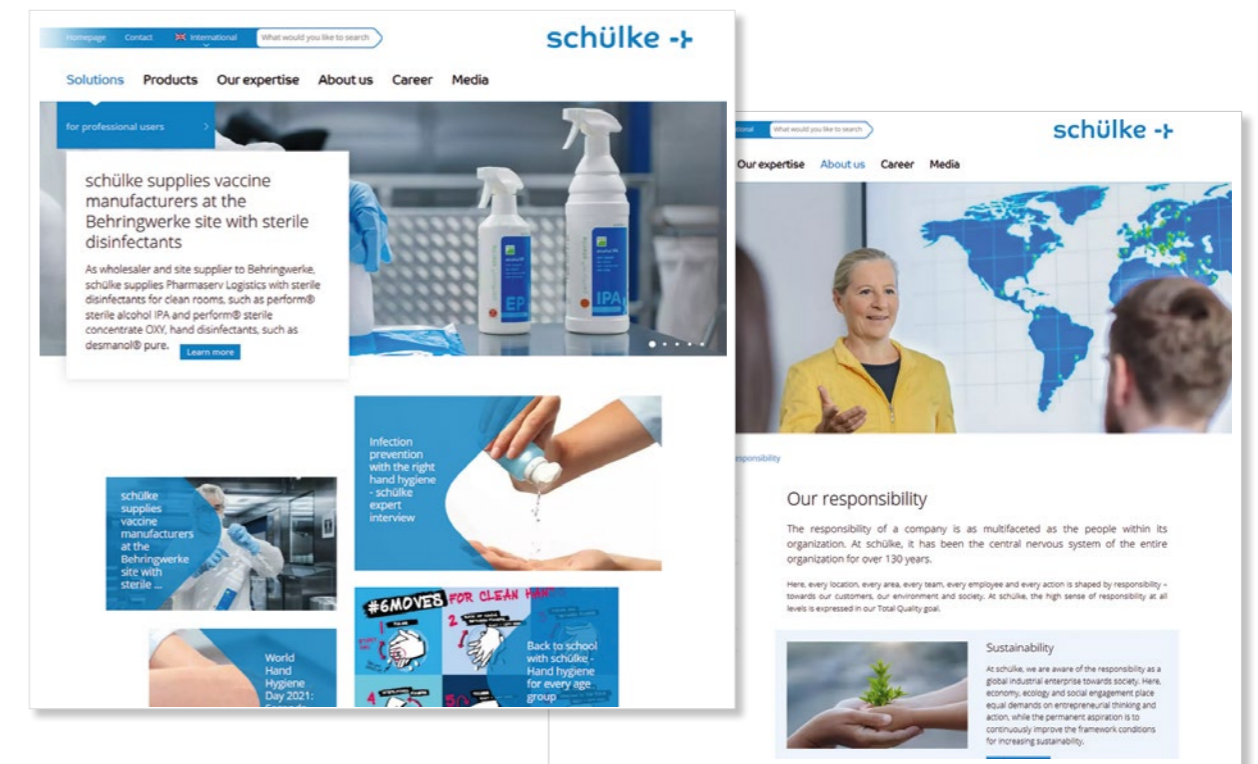 Homepage Contact International What would you like to search
schülke
Solutions Products Our expertise About us Career Media
for professional users
schülke supplies vaccine
manufacturers at the
Behringwerke site with sterile
disinfectants
As wholesaler and site supplier to Behringwerke,
schülke supplies Pharmaserv Logistics with sterile
disinfectants for clean rooms, such as perform®
sterile alcohol IPA and perform® sterile
concentrate OXY, hand disinfectants, such as
desmanol® pure. Learn more
EP
IPA
Infection
prevention
with the right
hand hygiene
- schülke
expert
interview
schülke
supplies
vaccine
manufacturers
at the
Behringwerke
site with
sterile ...
#6MOVES FOR CLEAN
1
2
4
5
Back to school
with schülke -
Hand hygiene
for every age
group
World
Hand
Hygiene
Day 2021:
What would you like to search
schülke
Our expertise About us Career Media
Our responsibility
The responsibility of a company is as multifaceted as the people within its
organization. At schülke, it has been the central nervous system of the entire
organization for over 130 years.
Here, every location, every area, every team, every employee and every action is shaped by responsibility –
towards our customers, our environment and society. At schülke, the high sense of responsibility at all
levels is expressed in our Total Quality goal.
Sustainability
At schülke, we are aware of the responsibility as a
global industrial enterprise towards society. Here,
economy, ecology and social engagement place
equal demands on entrepreneurial thinking and
action, while the permanent aspiration is to
continuously improve the framework conditions
for increasing sustainability.